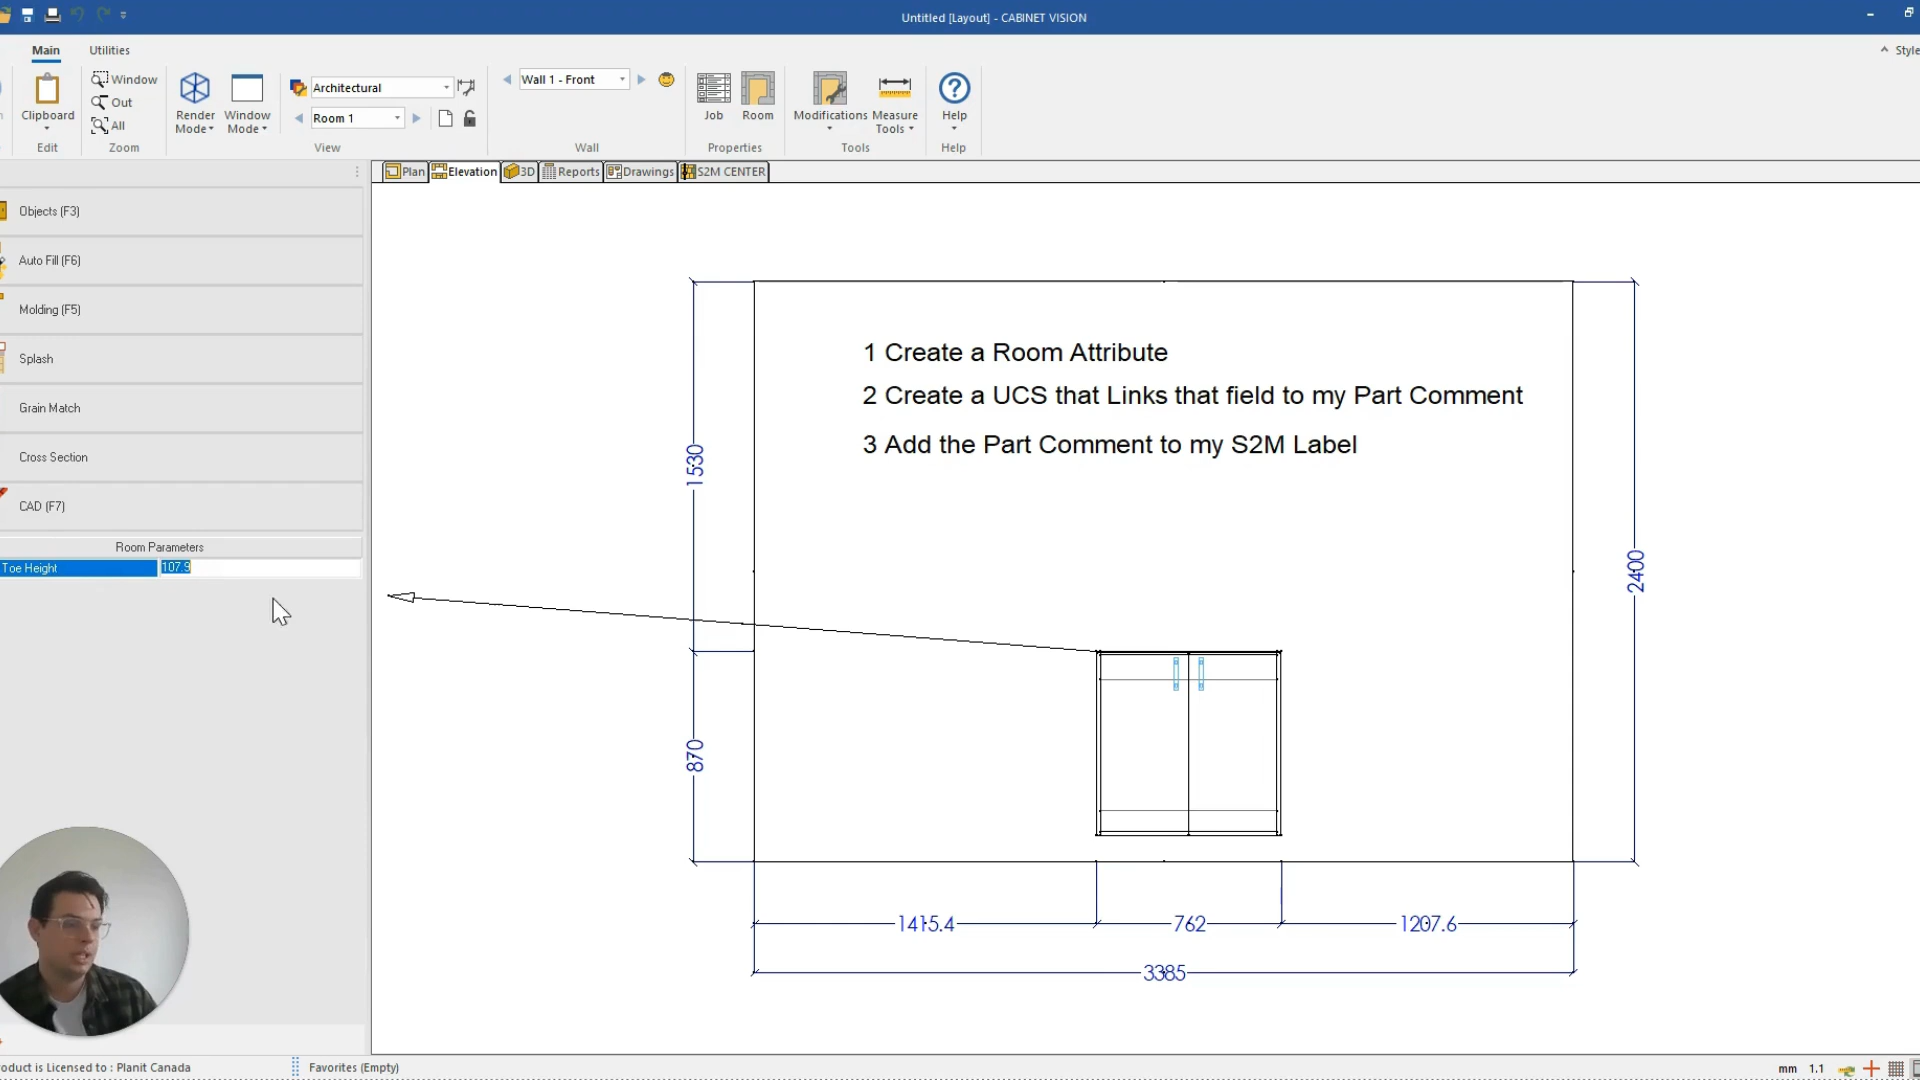 Untitled [Layout] - CABINET VISION
Main
Utilities
Style
Clipboard
Window
Out
All
Render
Mode
Window
Mode
Architectural
Room 1
Wall 1 - Front
Job
Room
Modifications
Measure
Tools
Help
Edit
Zoom
View
Wall
Properties
Tools
Help
Plan
Elevation
3D
Reports
Drawings
S2M CENTER
Objects (F3)
Auto Fill (F6)
Molding (F5)
Splash
Grain Match
Cross Section
CAD (F7)
Room Parameters
Toe Height
107.9
1 Create a Room Attribute
2 Create a UCS that Links that field to my Part Comment
3 Add the Part Comment to my S2M Label
1530
870
2400
1415.4
762
1207.6
3385
oduct is Licensed to : Planit Canada
Favorites (Empty)
mm
1.1